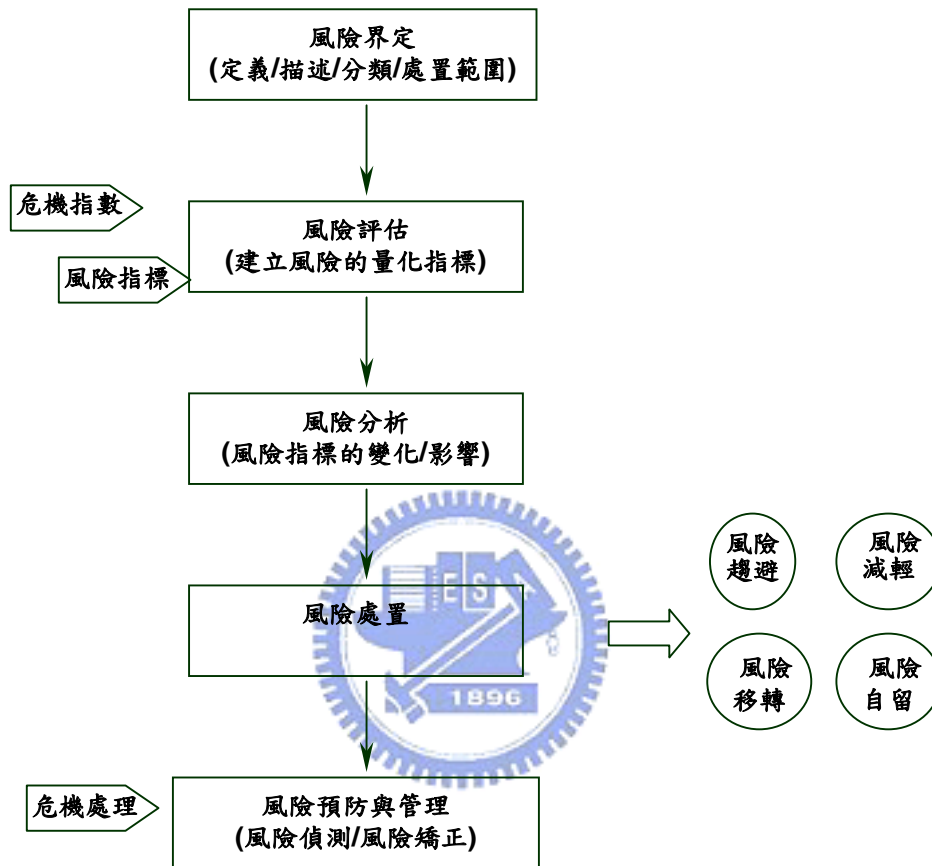 風險界定
(定義/描述/分類/處置範圍)
危機指數
風險評估
(建立風險的量化指標)
風險指標
風險分析
(風險指標的變化/影響)
E S
風險處置
1896
風險
趨避
風險
減輕
風險
移轉
風險
自留
危機處理
風險預防與管理
(風險偵測/風險矯正)